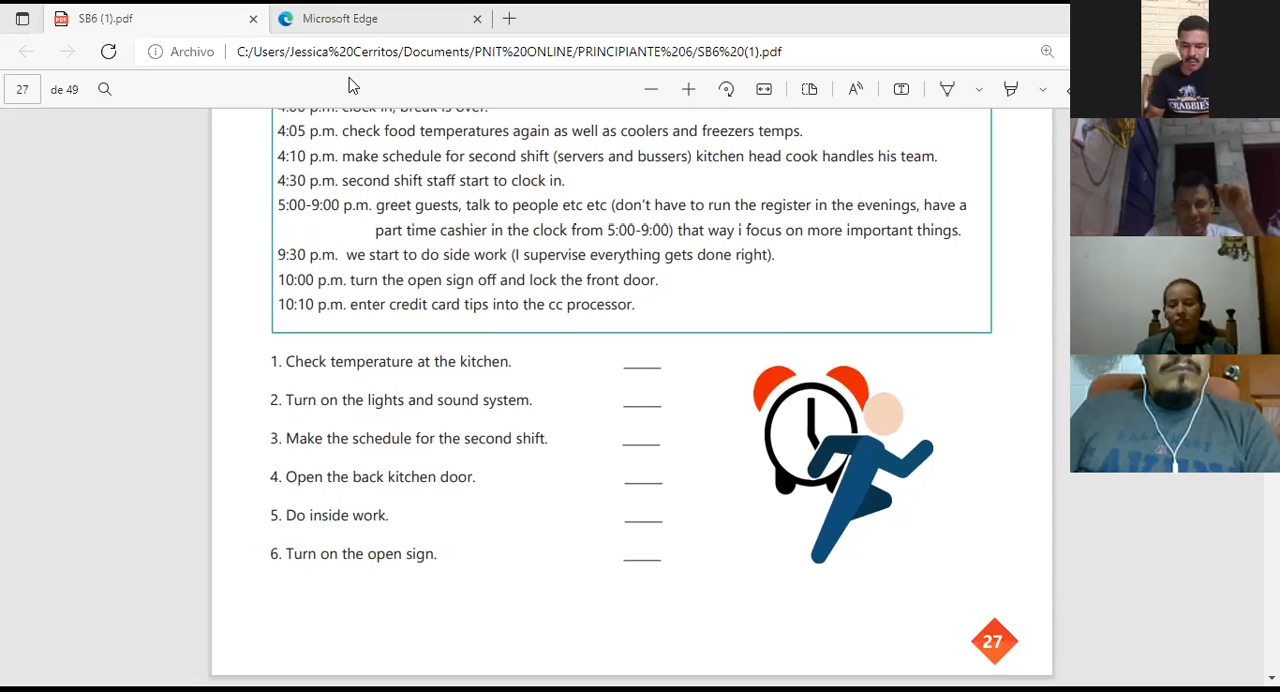 SB6 (1).pdf
Microsoft Edge
Archivo C:/Users/Jessica%20Cerritos/Documents/PNIT%20ONLINE/PRINCIPIANTE%206/SB6%20(1).pdf
27 de 49
4:00 p.m. clock in, break is over.
4:05 p.m. check food temperatures again as well as coolers and freezers temps.
4:10 p.m. make schedule for second shift (servers and bussers) kitchen head cook handles his team.
4:30 p.m. second shift staff start to clock in.
5:00-9:00 p.m. greet guests, talk to people etc etc (don't have to run the register in the evenings, have a
part time cashier in the clock from 5:00-9:00) that way i focus on more important things.
9:30 p.m. we start to do side work (I supervise everything gets done right).
10:00 p.m. turn the open sign off and lock the front door.
10:10 p.m. enter credit card tips into the cc processor.
1. Check temperature at the kitchen.
2. Turn on the lights and sound system.
3. Make the schedule for the second shift.
4. Open the back kitchen door.
5. Do inside work.
6. Turn on the open sign.
27
CRABBIE'S